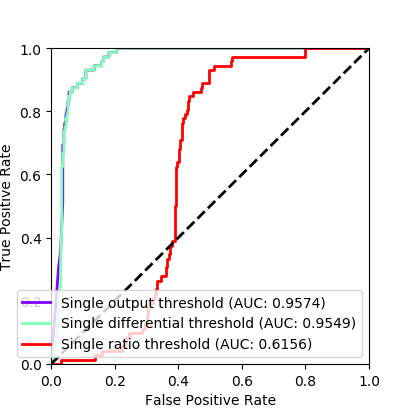 1.0
0.8
0.6
0.4
0.2
0.0
True Positive Rate
Single output threshold (AUC: 0.9574)
Single differential threshold (AUC: 0.9549)
Single ratio threshold (AUC: 0.6156)
0.0 0.2 0.4 0.6 0.8 1.0
False Positive Rate